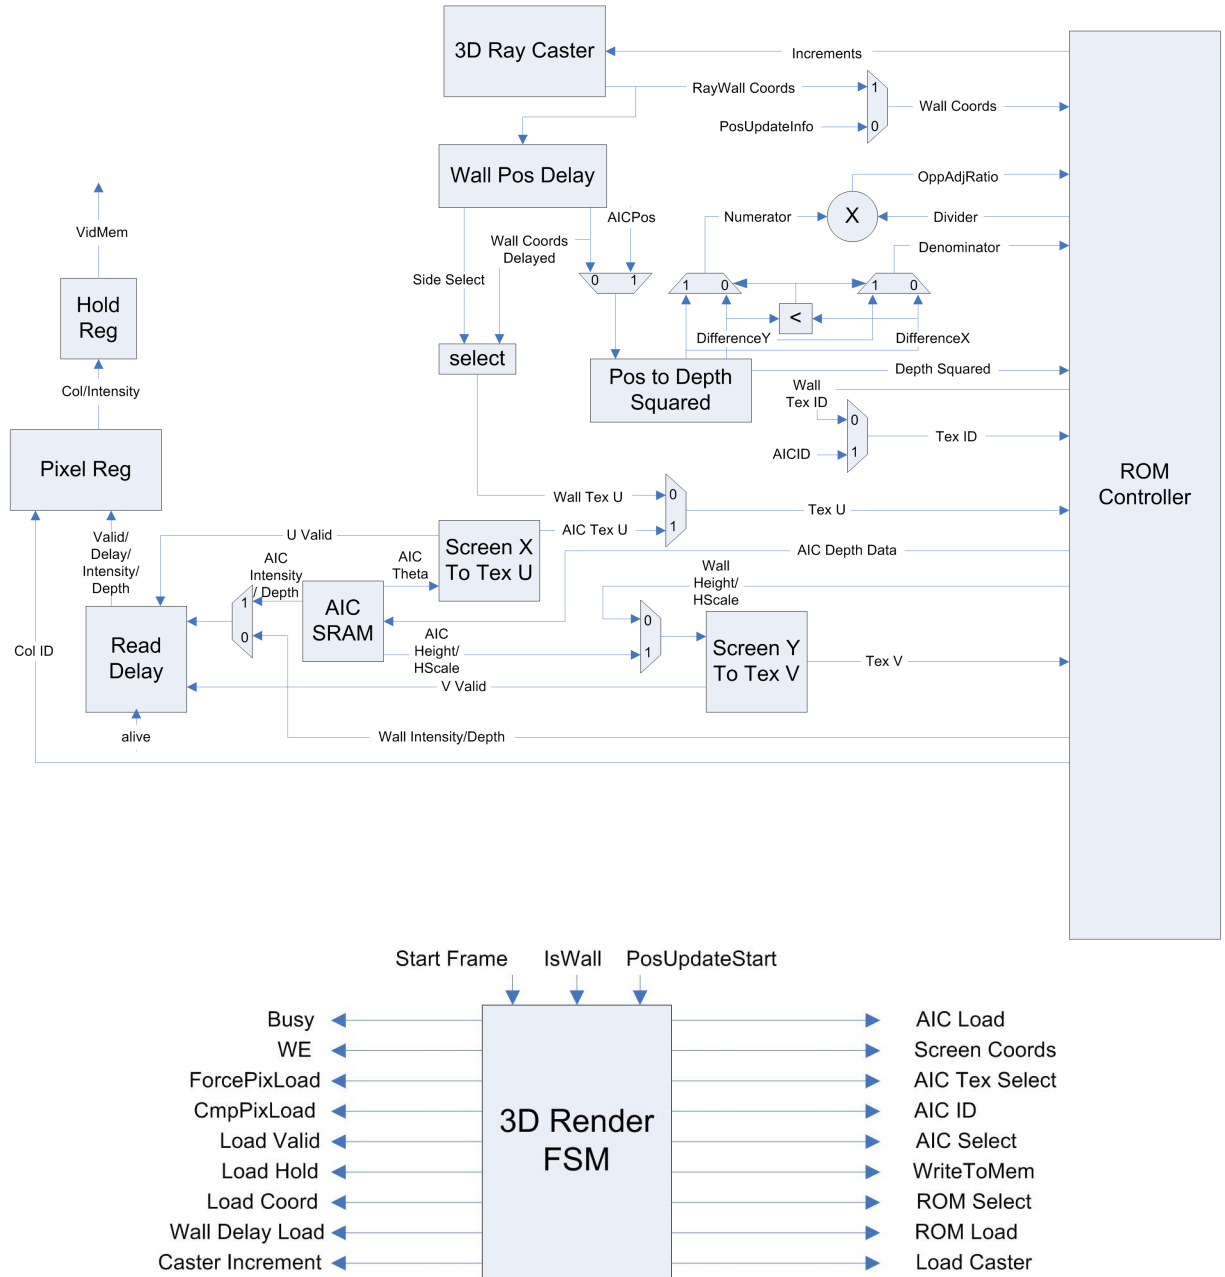 3D Ray Caster
Increments
RayWall Coords
1
Wall Coords
PosUpdateInfo
0
Wall Pos Delay
OppAdjRatio
Numerator
X
Divider
AICPos
Wall Coords
Delayed
Denominator
Side Select
0
1
1
0
1
0
<
VidMem
Hold
Reg
DifferenceY
DifferenceX
select
Pos to Depth
Squared
Depth Squared
Col/Intensity
Wall
Tex ID
0
Tex ID
AICID
1
Pixel Reg
ROM
Controller
Wall Tex U
0
Tex U
AIC Tex U
1
Valid/
Delay/
Intensity/
Depth
U Valid
Screen X
To Tex U
AIC Depth Data
AIC
Intensity
/ Depth
AIC
Theta
Wall
Height/
HScale
1
0
AIC
SRAM
0
1
AIC
Height/
HScale
Screen Y
To Tex V
Tex V
Col ID
Read
Delay
V Valid
alive
Wall Intensity/Depth
Start Frame
IsWall
PosUpdateStart
Busy
AIC Load
WE
Screen Coords
ForcePixLoad
AIC Tex Select
CmpPixLoad
AIC ID
3D Render
FSM
Load Valid
AIC Select
Load Hold
WriteToMem
Load Coord
ROM Select
Wall Delay Load
ROM Load
Caster Increment
Load Caster